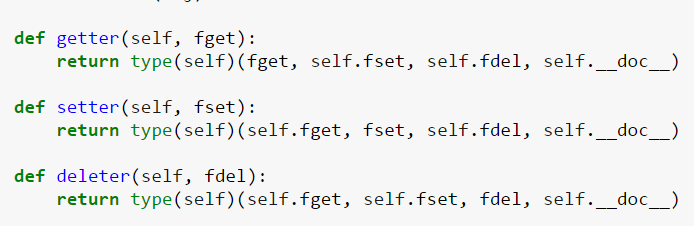 def getter(self, fget):
    return type(self)(fget, self.fset, self.fdel, self.__doc__)
def setter(self, fset):
    return type(self)(self.fget, fset, self.fdel, self.__doc__)
def deleter(self, fdel):
    return type(self)(self.fget, self.fset, fdel, self.__doc__)